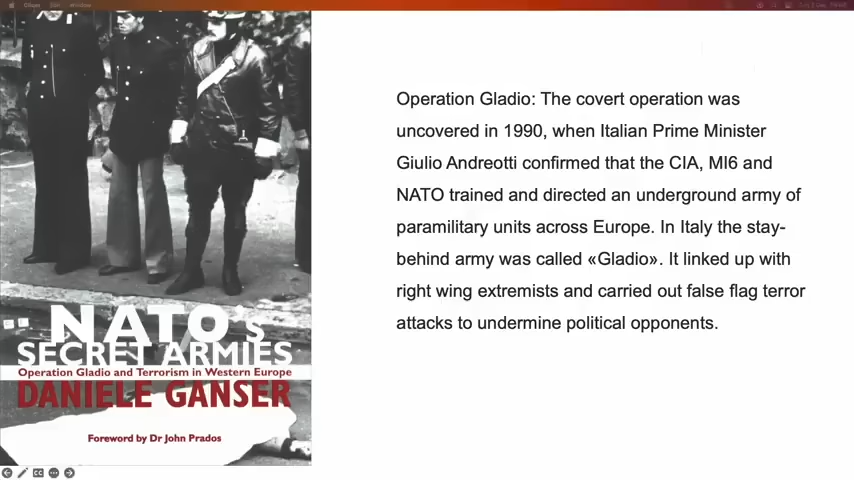 NATO's
SECRET ARMIES
Operation Gladio and Terrorism in Western Europe
DANIELE GANSER
Foreword by Dr John Prados
Operation Gladio: The covert operation was
uncovered in 1990, when Italian Prime Minister
Giulio Andreotti confirmed that the CIA, MI6 and
NATO trained and directed an underground army of
paramilitary units across Europe. In Italy the stay-
behind army was called «Gladio». It linked up with
right wing extremists and carried out false flag terror
attacks to undermine political opponents.